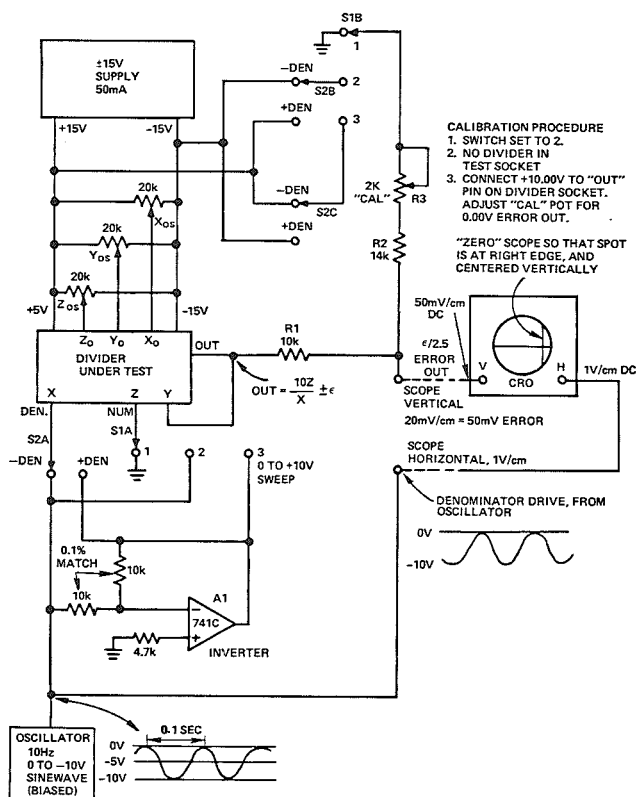 S1B
1
±15V
SUPPLY
50mA
−DEN
2
S2B
+DEN
3
+15V
−15V
CALIBRATION PROCEDURE
1. SWITCH SET TO 2.
2. NO DIVIDER IN
TEST SOCKET
3. CONNECT +10.00V TO "OUT"
PIN ON DIVIDER SOCKET.
ADJUST "CAL" POT FOR
0.00V ERROR OUT.
20k
XOS
−DEN
S2C
2K
"CAL"
R3
20k
YOS
+DEN
R2
14k
"ZERO" SCOPE SO THAT SPOT
IS AT RIGHT EDGE, AND
CENTERED VERTICALLY
20k
ZOS
+5V
−15V
50mV/cm
DC
ZO YO XO
OUT
R1
10k
DIVIDER
UNDER TEST
ϵ/2.5
ERROR
OUT
V
CRO
H
1V/cm DC
X
Z
Y
OUT = 10Z/X ± ϵ
SCOPE
VERTICAL
DEN.
NUM
20mV/cm = 50mV ERROR
S2A
S1A
−DEN
+DEN
1
2
3
0 TO +10V
SWEEP
SCOPE
HORIZONTAL, 1V/cm
DENOMINATOR DRIVE, FROM
OSCILLATOR
0V
−10V
0.1%
MATCH
10k
10k
A1
−
741C
+
4.7k
INVERTER
OSCILLATOR
10Hz
0 TO −10V
SINEWAVE
(BIASED)
0.1 SEC
0V
−5V
−10V